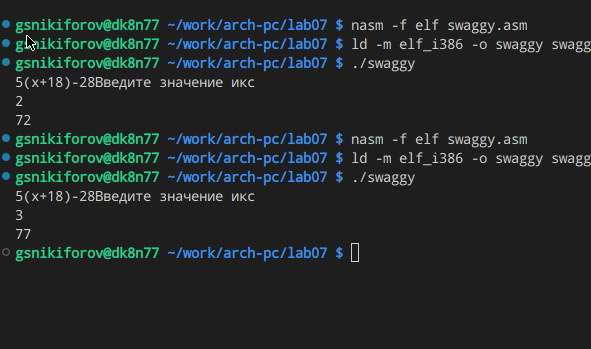 gsnikiforov@dk8n77 ~/work/arch-pc/lab07 $ nasm -f elf swaggy.asm
gsnikiforov@dk8n77 ~/work/arch-pc/lab07 $ ld -m elf_i386 -o swaggy swagg
gsnikiforov@dk8n77 ~/work/arch-pc/lab07 $ ./swaggy
5(x+18)-28Введите значение икс
2
72
gsnikiforov@dk8n77 ~/work/arch-pc/lab07 $ nasm -f elf swaggy.asm
gsnikiforov@dk8n77 ~/work/arch-pc/lab07 $ ld -m elf_i386 -o swaggy swagg
gsnikiforov@dk8n77 ~/work/arch-pc/lab07 $ ./swaggy
5(x+18)-28Введите значение икс
3
77
gsnikiforov@dk8n77 ~/work/arch-pc/lab07 $